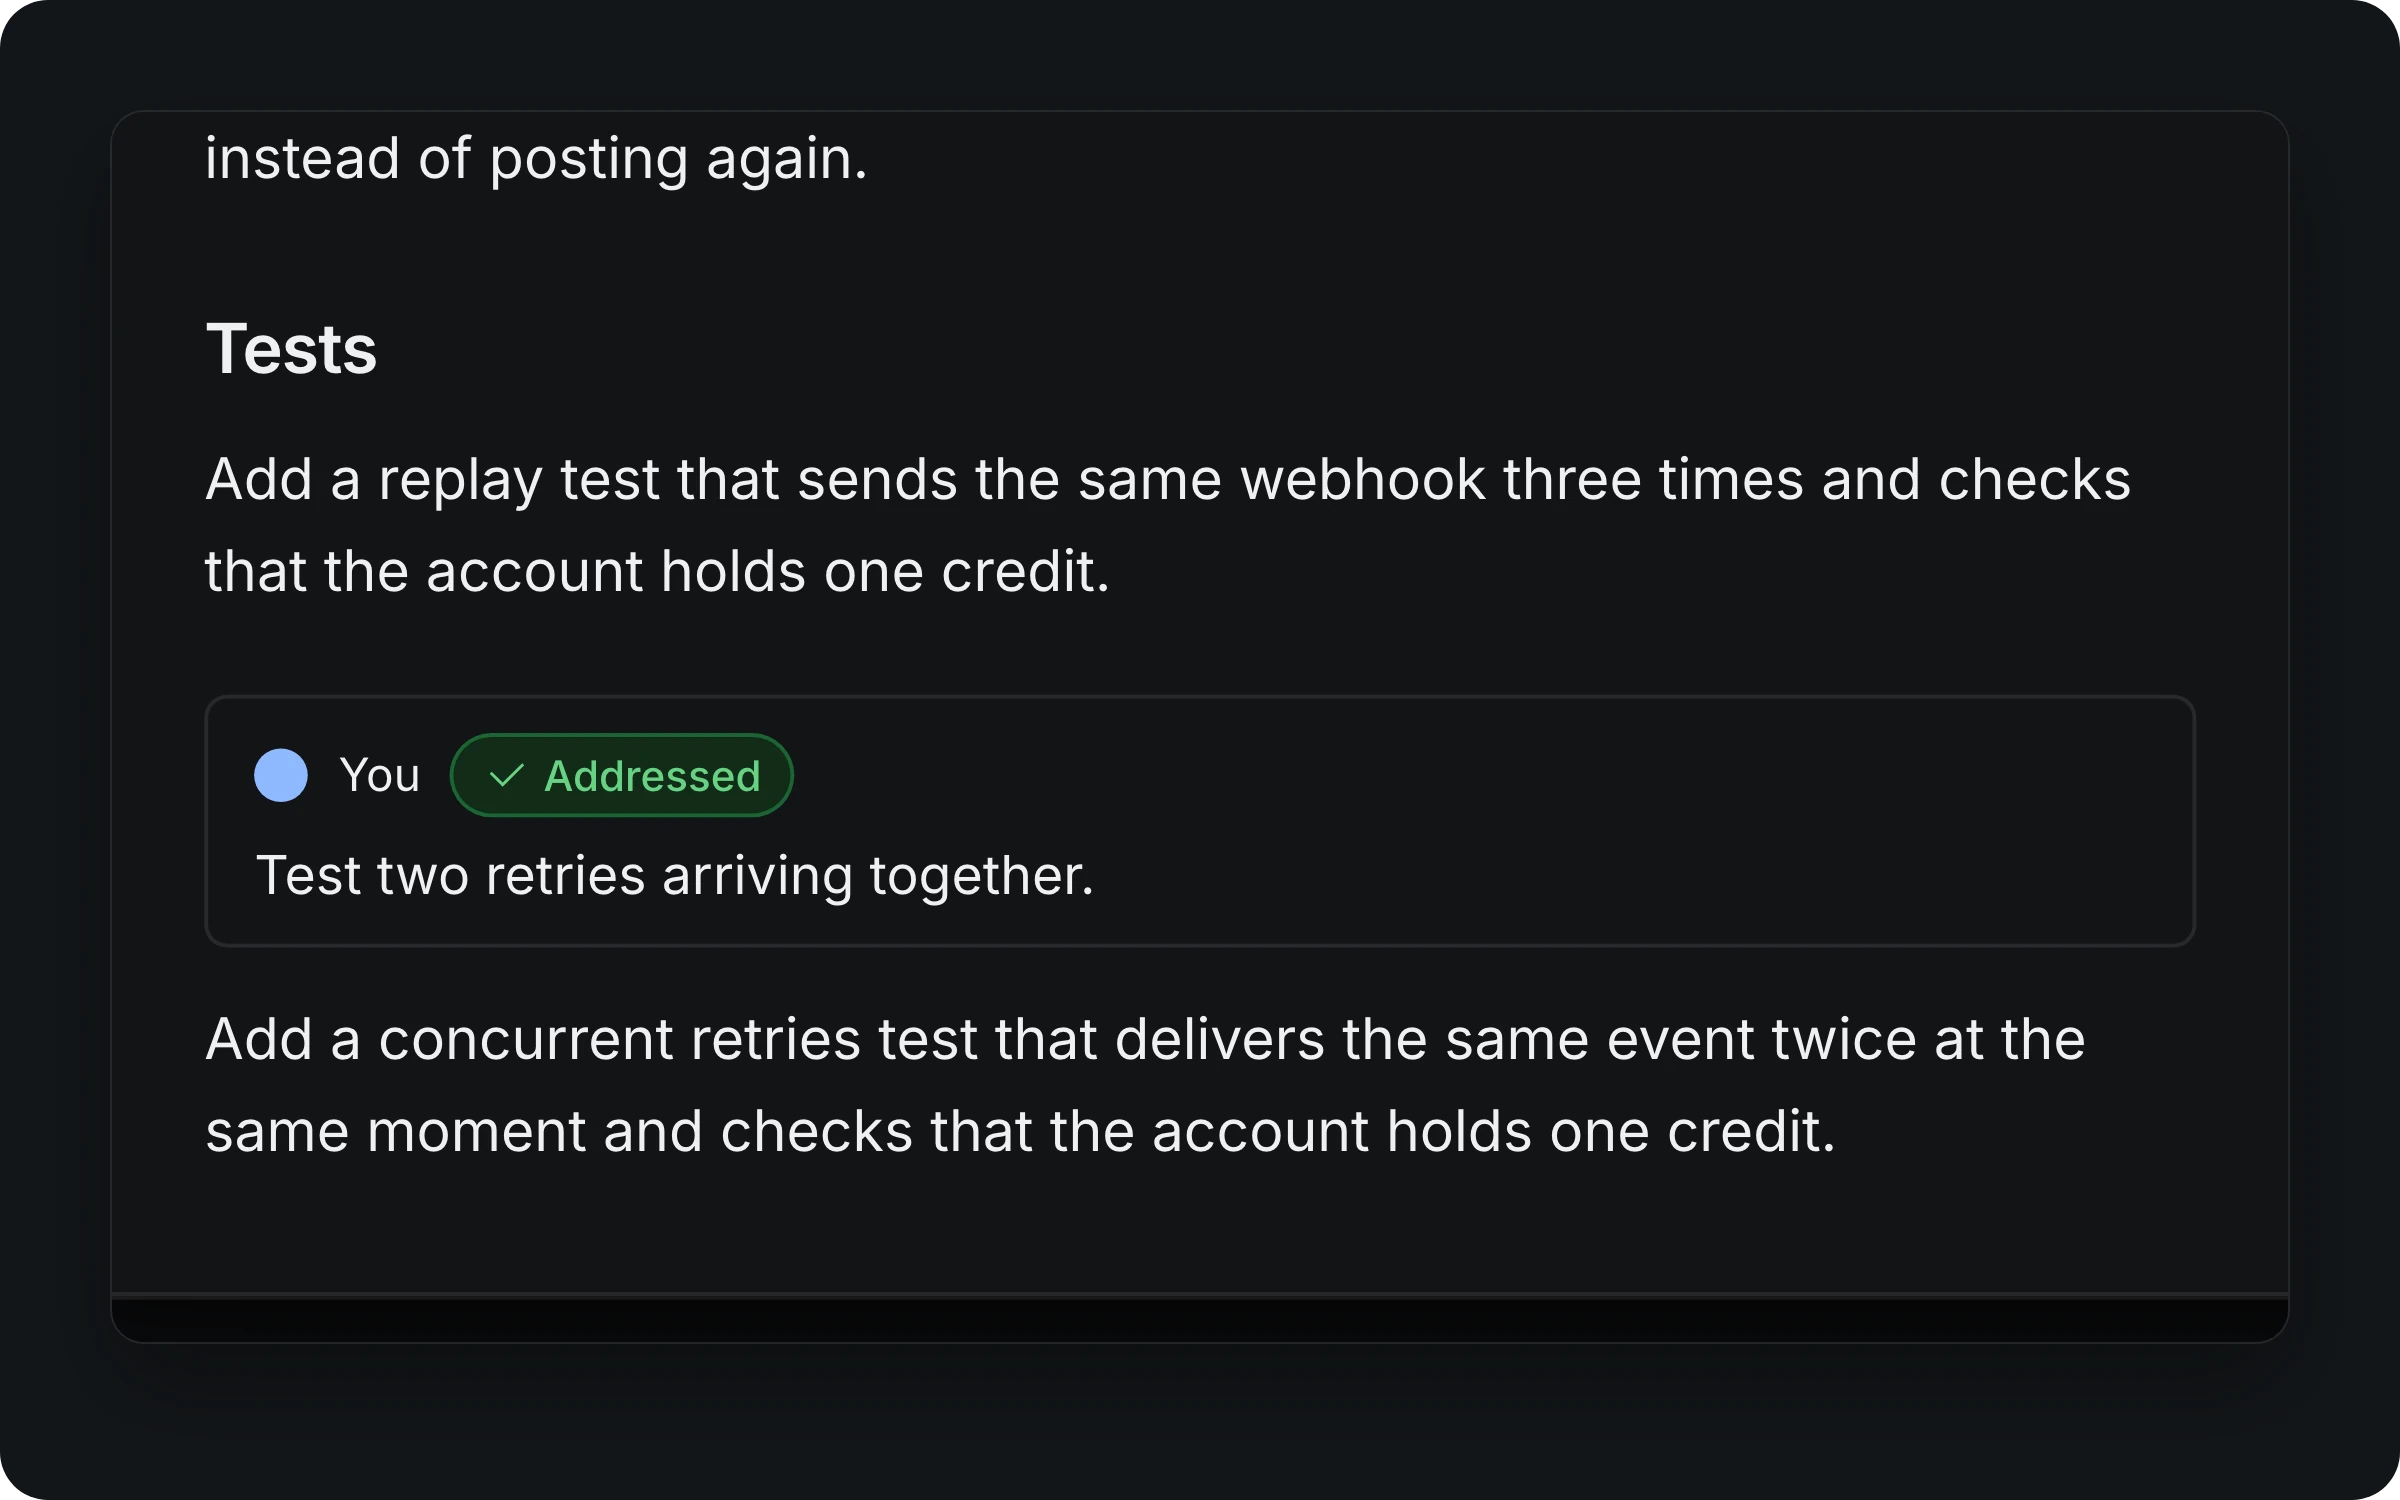 instead of posting again.
Tests
Add a replay test that sends the same webhook three times and checks
that the account holds one credit.
You Addressed
Test two retries arriving together.
Add a concurrent retries test that delivers the same event twice at the
same moment and checks that the account holds one credit.